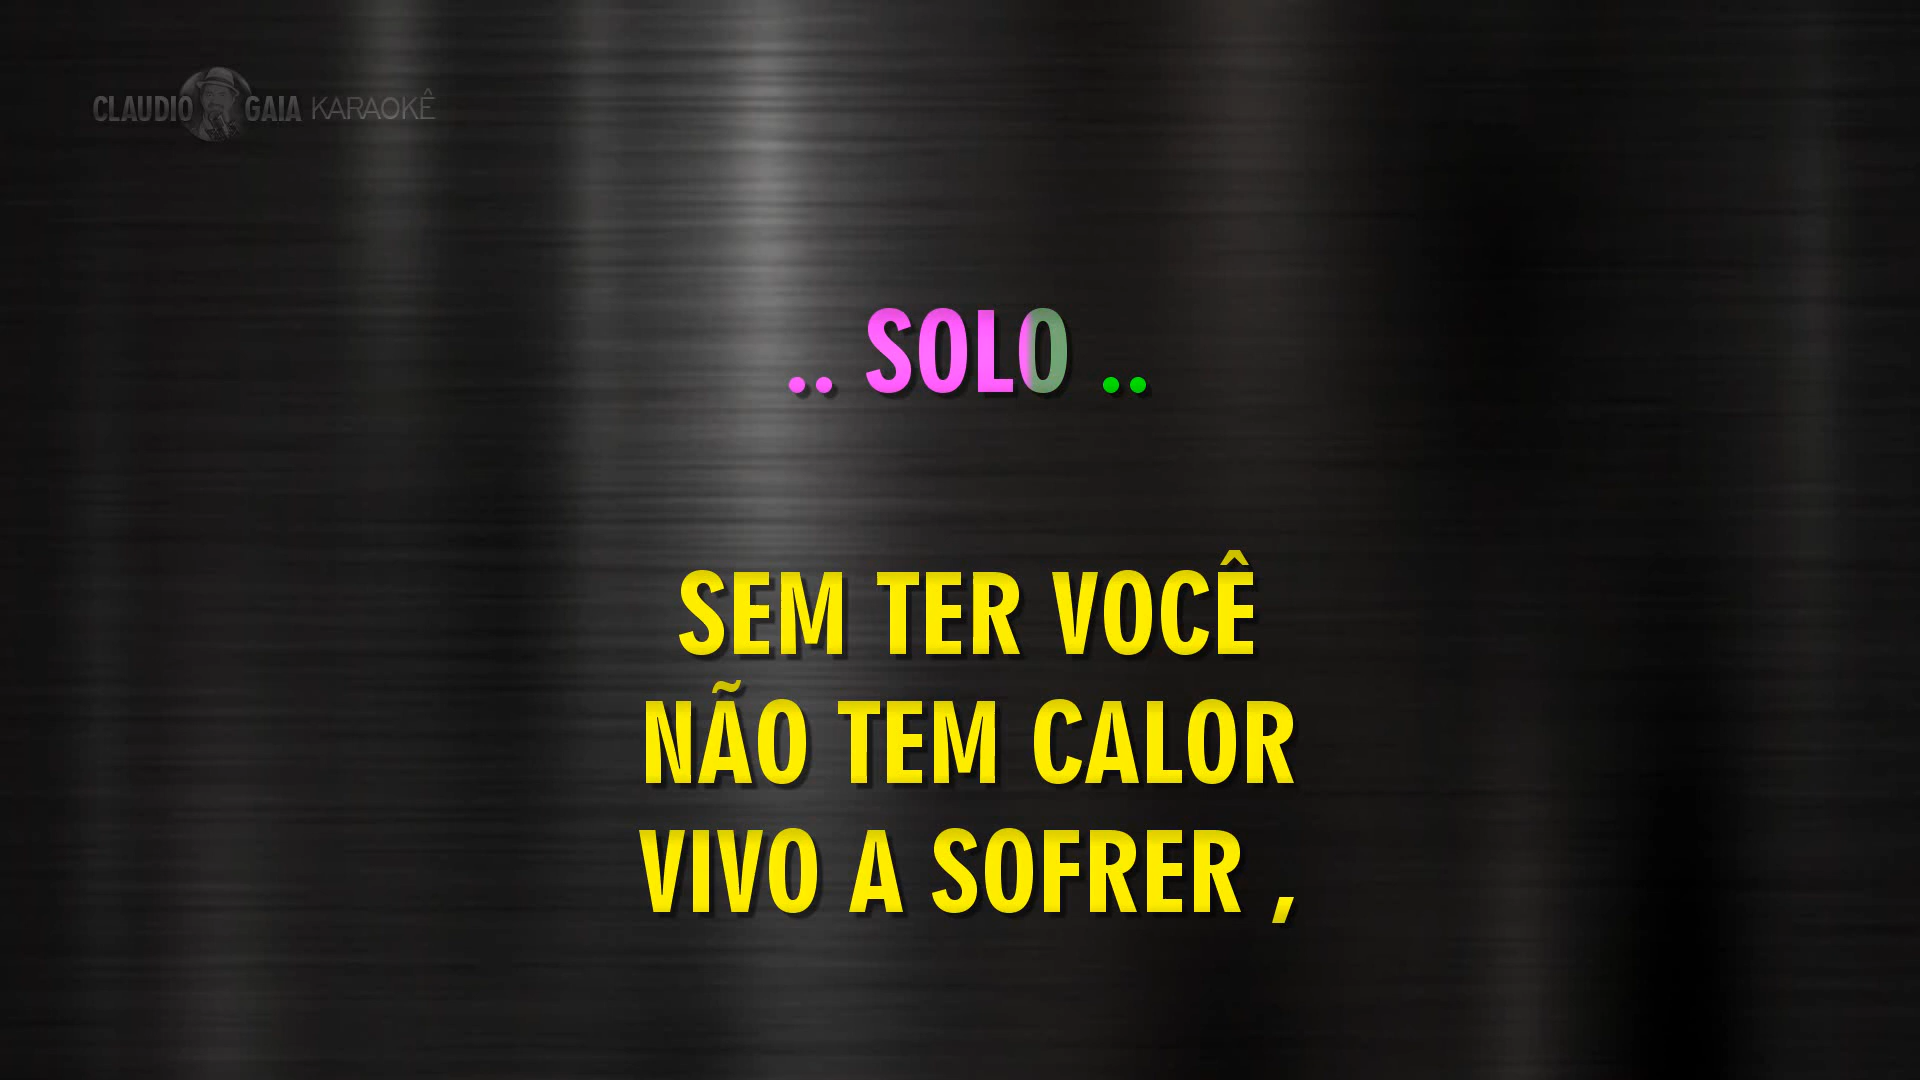 CLAUDIO GAIA KARAOKÊ
.. SOLO ..
SEM TER VOCÊ
NÃO TEM CALOR
VIVO A SOFRER ,